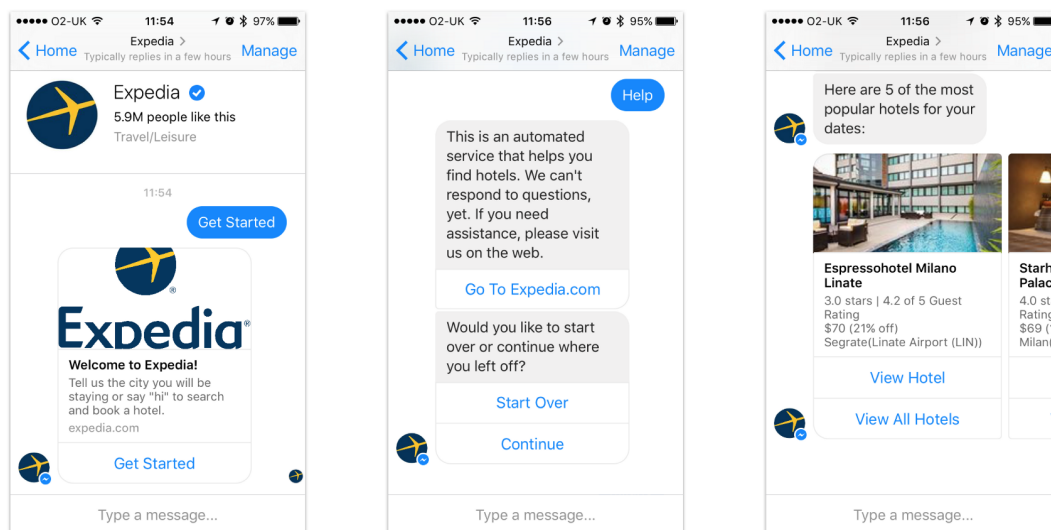 O2-UK 11:54 97%
Home Expedia > Manage
Typically replies in a few hours
Expedia
5.9M people like this
Travel/Leisure
11:54
Get Started
Expedia®
Welcome to Expedia!
Tell us the city you will be
staying or say "hi" to search
and book a hotel.
expedia.com
Get Started
Type a message...
O2-UK 11:56 95%
Home Expedia > Manage
Typically replies in a few hours
Help
This is an automated
service that helps you
find hotels. We can't
respond to questions,
yet. If you need
assistance, please visit
us on the web.
Go To Expedia.com
Would you like to start
over or continue where
you left off?
Start Over
Continue
Type a message...
O2-UK 11:56 95%
Home Expedia > Manage
Typically replies in a few hours
Here are 5 of the most
popular hotels for your
dates:
Espressohotel Milano
Linate
3.0 stars | 4.2 of 5 Guest
Rating
$70 (21% off)
Segrate(Linate Airport (LIN))
View Hotel
View All Hotels
Starh
Palac
4.0 st
Rating
$69 (
Milan(
Type a message...